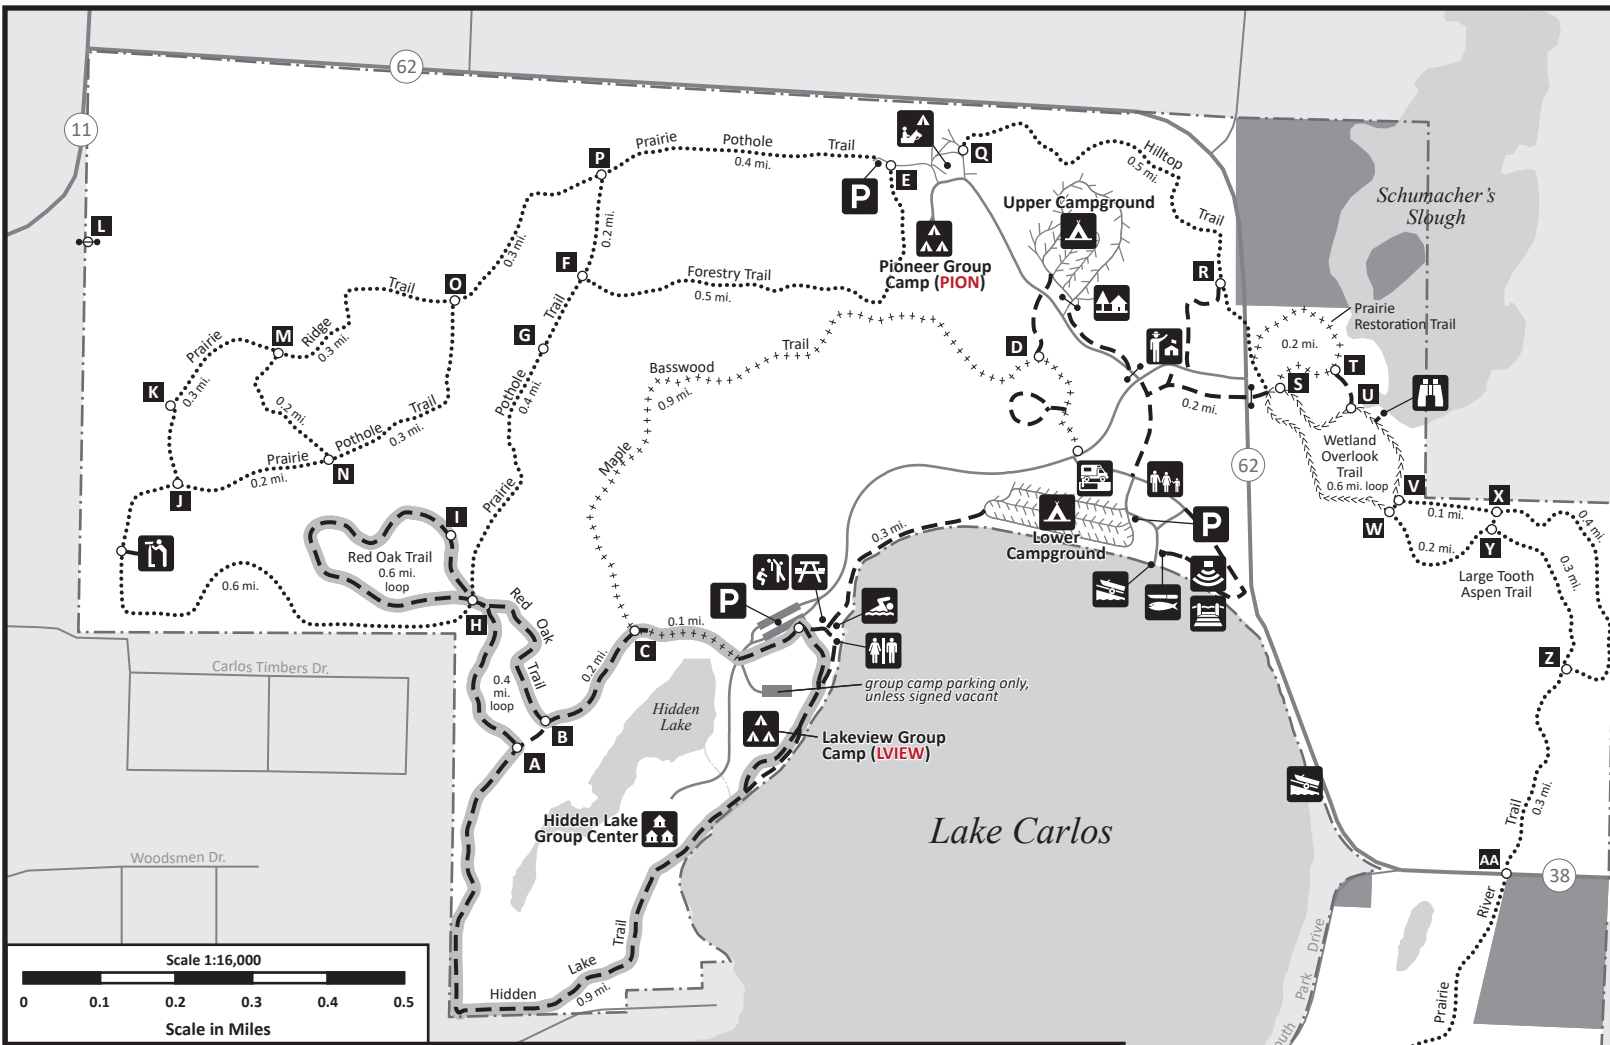 62
11
L
P
Prairie
Pothole
Trail
0.4 mi.
P
E
Q
Hilltop
0.5 mi.
Trail
Upper Campground
Schumacher's
Slough
Pioneer Group
Camp (PION)
R
0.2 mi.
F
Forestry Trail
0.5 mi.
0.3 mi.
O
Trail
Ridge
0.3 mi.
M
Prairie
0.3 mi.
K
Trail
G
Pothole
0.4 mi.
Prairie
0.2 mi.
Pothole
Trail
0.3 mi.
Prairie
0.2 mi.
N
J
Basswood
Trail
0.9 mi.
Maple
D
Prairie
Restoration Trail
0.2 mi.
T
S
U
0.2 mi.
Wetland
Overlook
Trail
0.6 mi. loop
62
V
X
W
0.1 mi.
0.4 mi.
0.2 mi.
Y
0.3 mi.
Large Tooth
Aspen Trail
Z
I
Red Oak Trail
0.6 mi.
loop
0.6 mi.
H
Red
Oak
Trail
0.4
mi.
loop
B
A
0.2 mi.
C
0.1 mi.
P
0.3 mi.
Lower
Campground
P
group camp parking only,
unless signed vacant
Hidden
Lake
Lakeview Group
Camp (LVIEW)
Hidden Lake
Group Center
Lake Carlos
Trail
0.3 mi.
AA
38
River
Prairie
Park Drive
Carlos Timbers Dr.
Woodsmen Dr.
Hidden
Lake
Trail
0.9 mi.
Scale 1:16,000
0 0.1 0.2 0.3 0.4 0.5
Scale in Miles